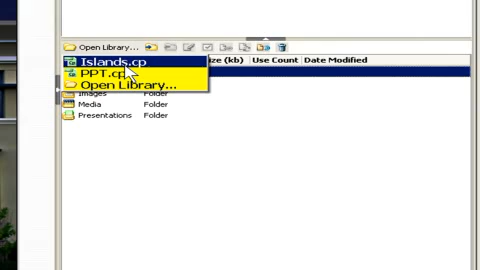 Open Library...
Islands.cp
ze (kb) Use Count Date Modified
PPT.cp
Open Library...
Images Folder
Media Folder
Presentations Folder